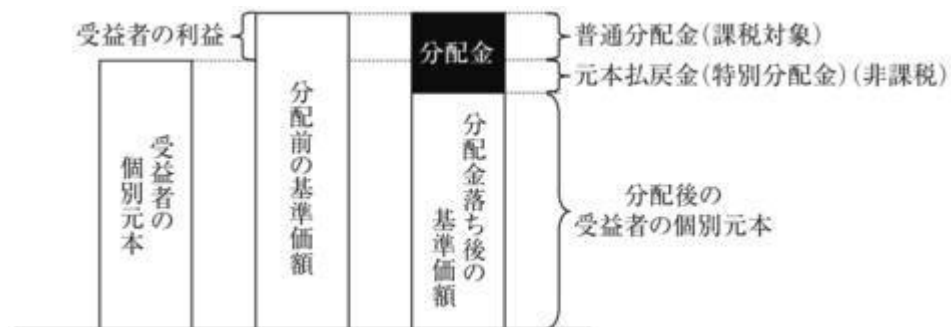 受益者の利益
分配金
普通分配金(課税対象)
元本払戻金(特別分配金)(非課税)
受益者の
個別元本
分配前の基準価額
分配金落ち後の
基準価額
分配後の
受益者の個別元本